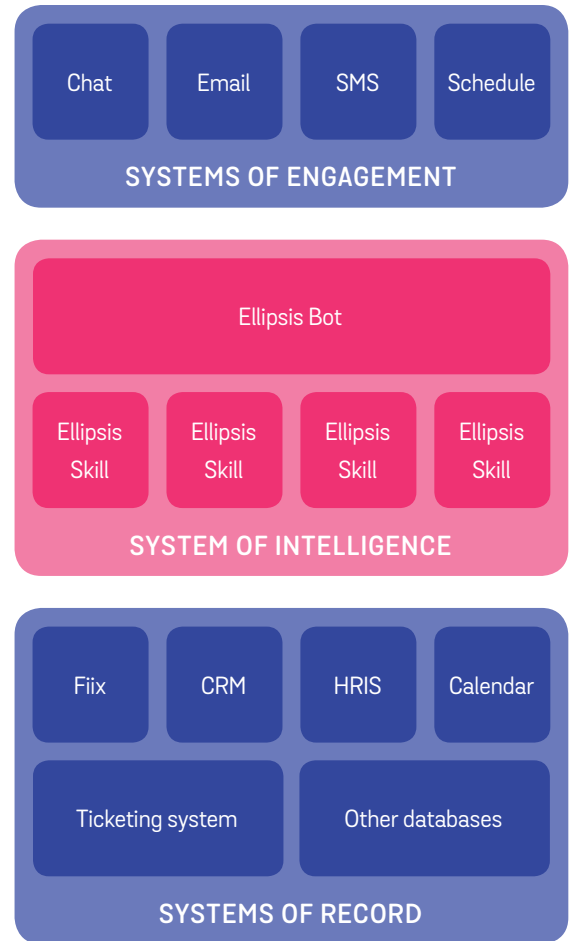 Chat
Email
SMS
Schedule
SYSTEMS OF ENGAGEMENT
Ellipsis Bot
Ellipsis
Skill
Ellipsis
Skill
Ellipsis
Skill
Ellipsis
Skill
SYSTEM OF INTELLIGENCE
Fiix
CRM
HRIS
Calendar
Ticketing system
Other databases
SYSTEMS OF RECORD